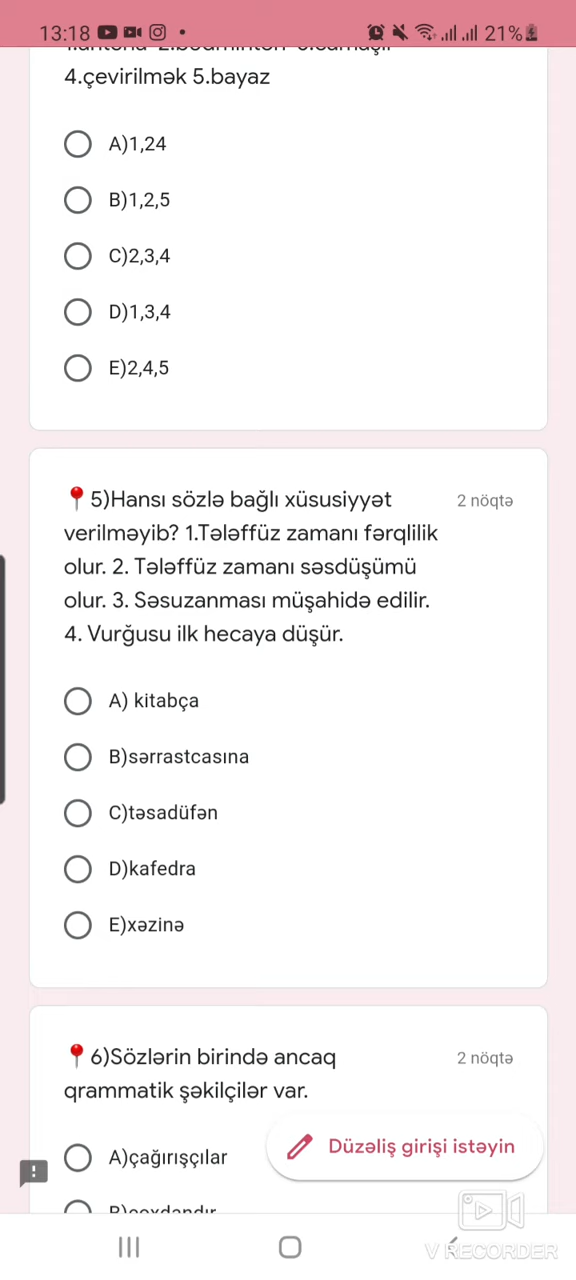 13:18
21%
4.çevirilmək 5.bayaz
A)1,24
B)1,2,5
C)2,3,4
D)1,3,4
E)2,4,5
5)Hansı sözlə bağlı xüsusiyyət
2 nöqtə
verilməyib? 1.Tələffüz zamanı fərqlilik
olur. 2. Tələffüz zamanı səsdüşümü
olur. 3. Səsuzanması müşahidə edilir.
4. Vurğusu ilk hecaya düşür.
A) kitabça
B)sərrastcasına
C)təsadüfən
D)kafedra
E)xəzinə
6)Sözlərin birində ancaq
2 nöqtə
qrammatik şəkilçilər var.
A)çağırışçılar
Düzəliş girişi istəyin
V RECORDER